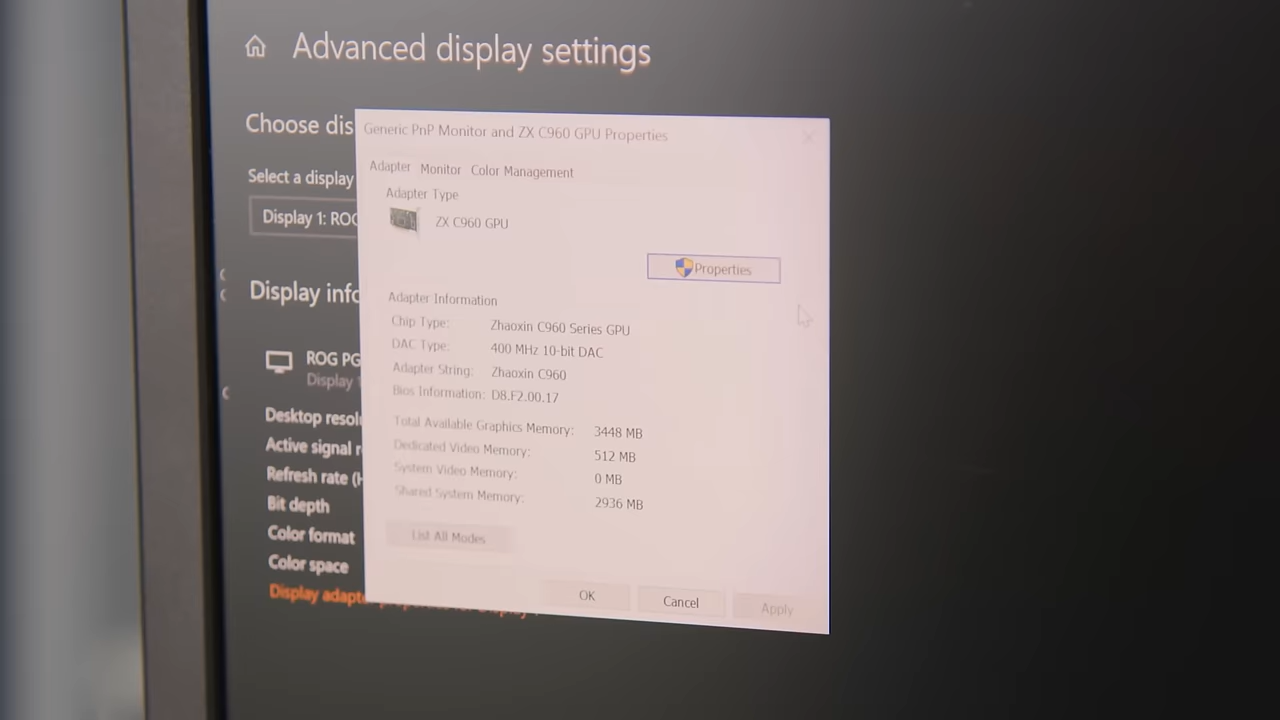 Advanced display settings
Choose dis
Generic PnP Monitor and ZX C960 GPU Properties
Adapter Monitor Color Management
Select a display
Adapter Type
Display 1: ROG
ZX C960 GPU
Properties
Display info
Adapter Information
Chip Type: Zhaoxin C960 Series GPU
DAC Type: 400 MHz 10-bit DAC
ROG PG
Adapter String: Zhaoxin C960
Display
Bios Information: D8.F2.00.17
Desktop resol
Total Available Graphics Memory: 3448 MB
Active signal r
Dedicated Video Memory: 512 MB
Refresh rate (H
System Video Memory: 0 MB
Bit depth
Shared System Memory: 2936 MB
Color format
List All Modes
Color space
Display adapte
OK Cancel Apply